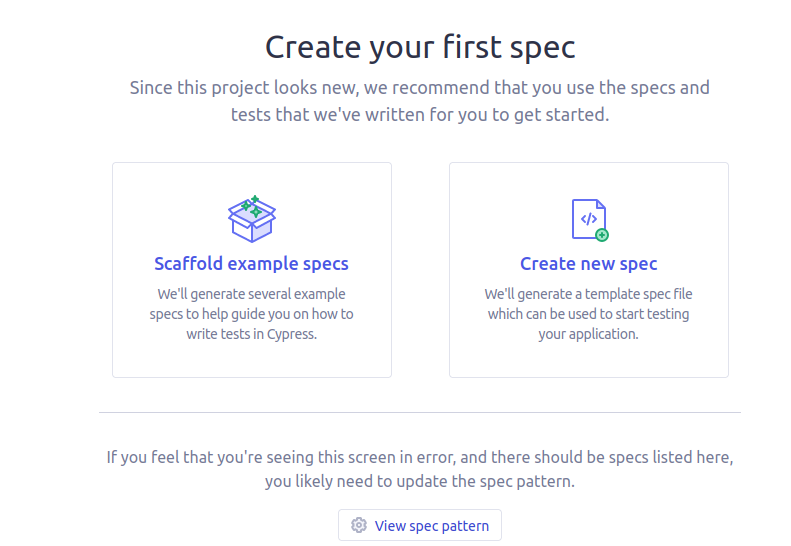 Create your first spec
Since this project looks new, we recommend that you use the specs and
tests that we've written for you to get started.
Scaffold example specs
We'll generate several example
specs to help guide you on how to
write tests in Cypress.
Create new spec
We'll generate a template spec file
which can be used to start testing
your application.
If you feel that you're seeing this screen in error, and there should be specs listed here,
you likely need to update the spec pattern.
View spec pattern